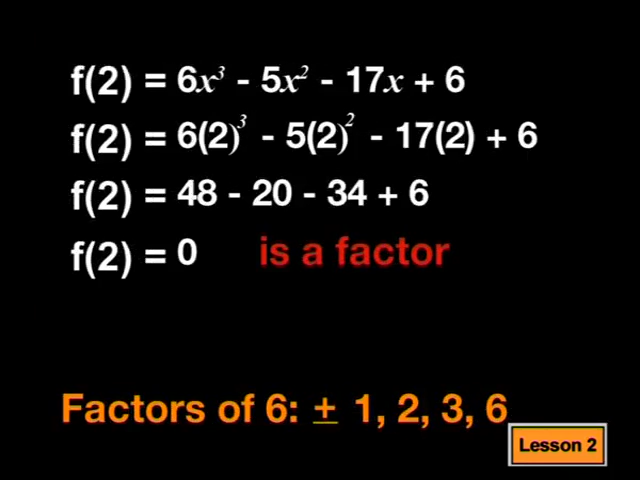 f(2) = 6x³ - 5x² - 17x + 6
f(2) = 6(2)³ - 5(2)² - 17(2) + 6
f(2) = 48 - 20 - 34 + 6
f(2) = 0 is a factor
Factors of 6: ± 1, 2, 3, 6
Lesson 2